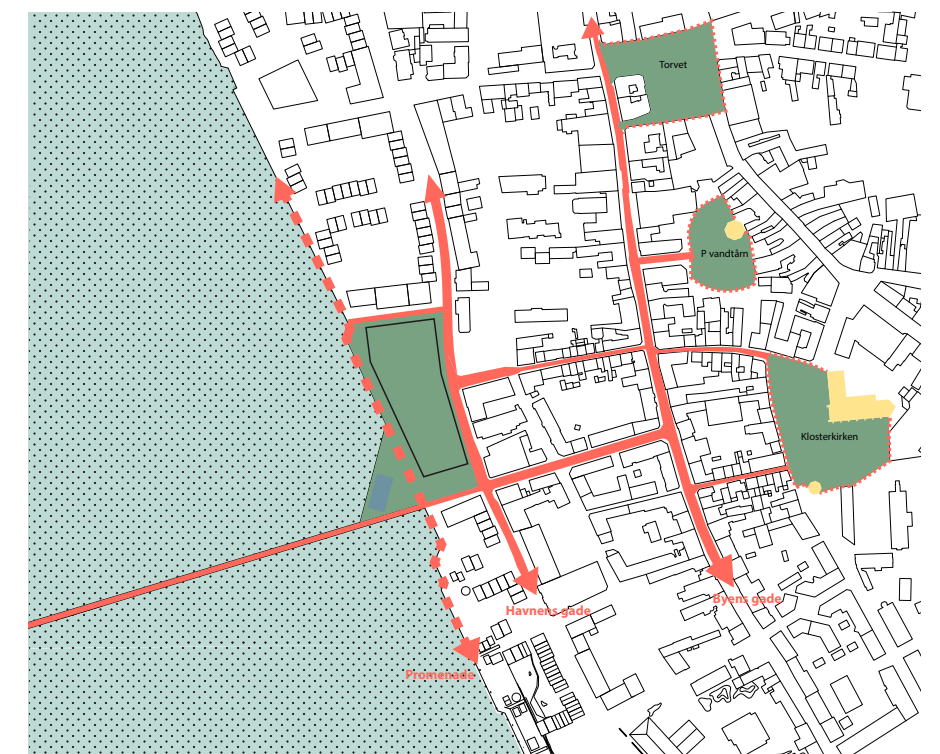 Torvet
P vandtårn
Klosterkirken
Byens gade
Havnens gade
Promenade